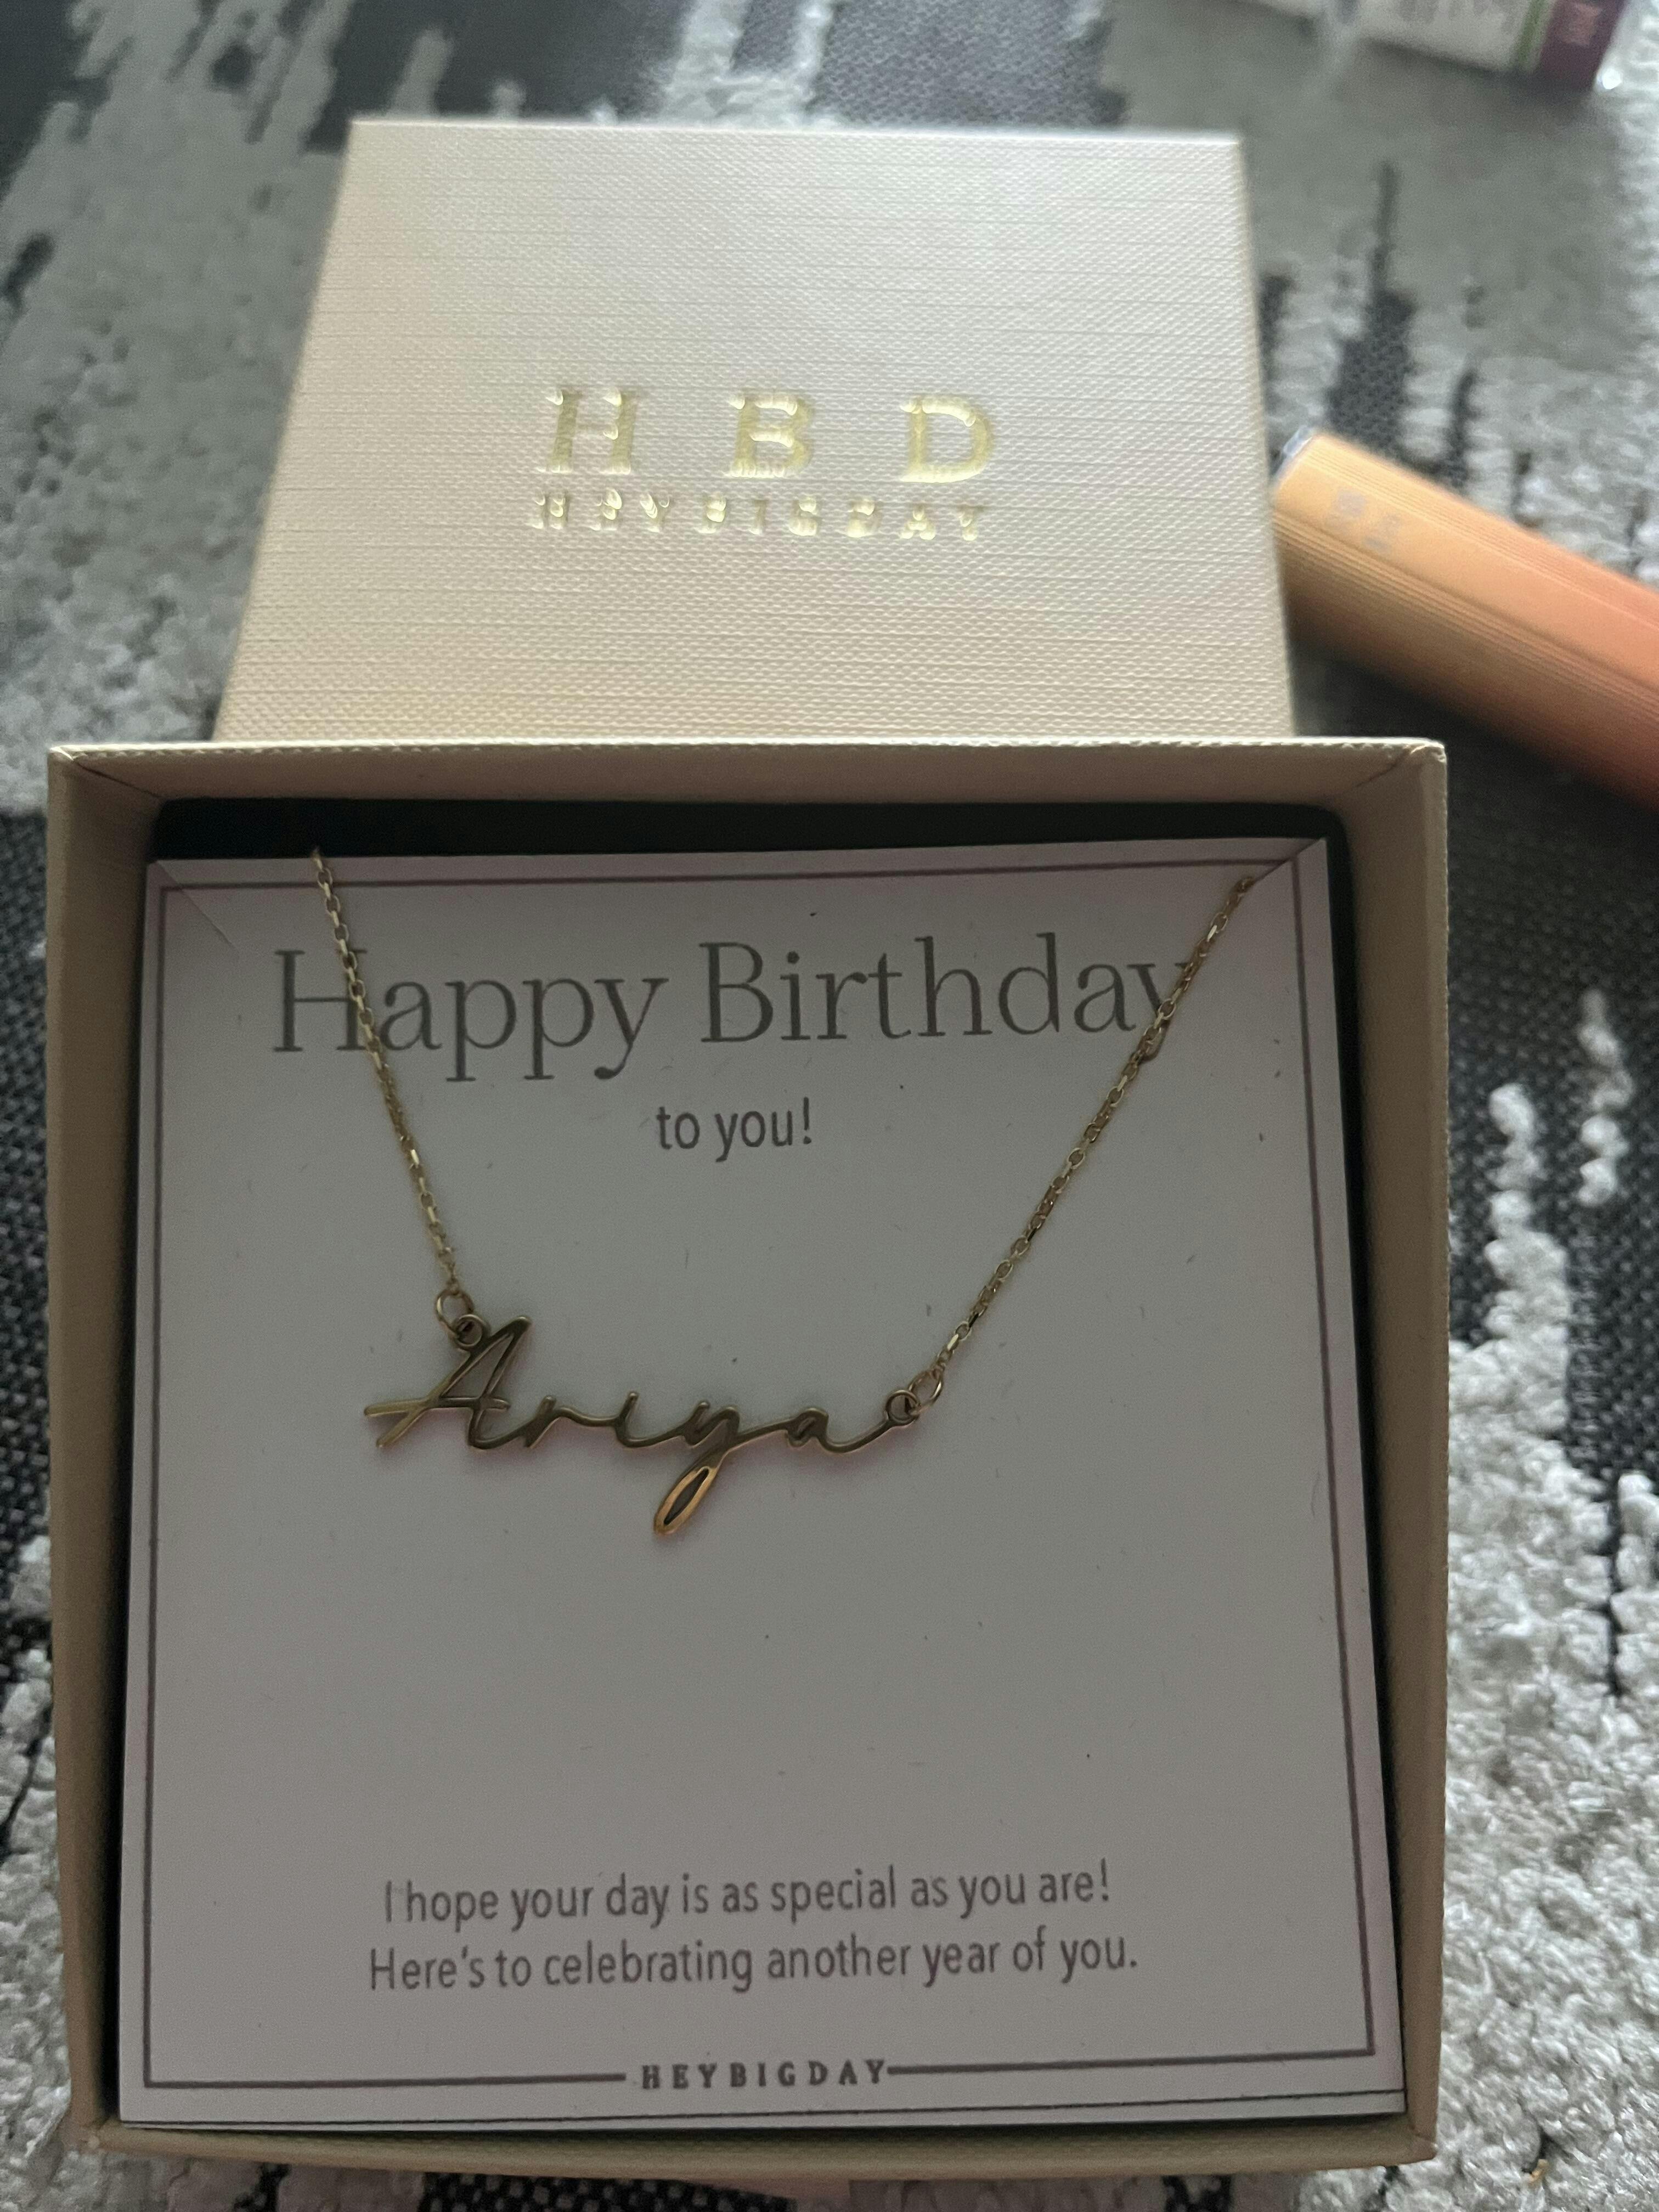 H B D
HEYBIGDAY
Happy Birthday
to you!
Ariya
I hope your day is as special as you are!
Here's to celebrating another year of you.
HEYBIGDAY